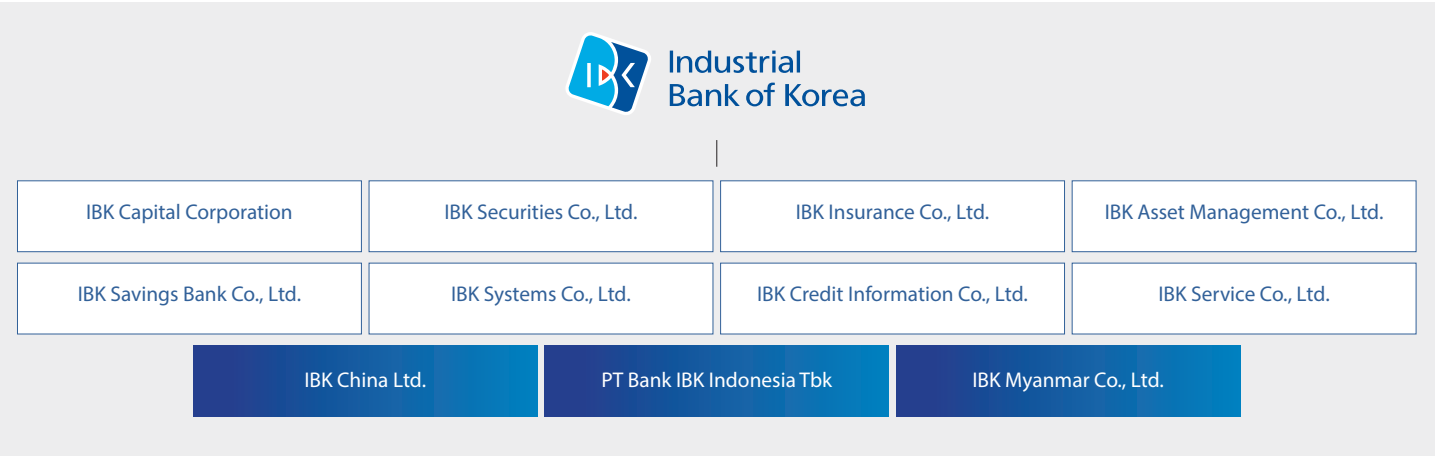 IBK
Industrial
Bank of Korea
IBK Capital Corporation
IBK Securities Co., Ltd.
IBK Insurance Co., Ltd.
IBK Asset Management Co., Ltd.
IBK Savings Bank Co., Ltd.
IBK Systems Co., Ltd.
IBK Credit Information Co., Ltd.
IBK Service Co., Ltd.
IBK China Ltd.
PT Bank IBK Indonesia Tbk
IBK Myanmar Co., Ltd.